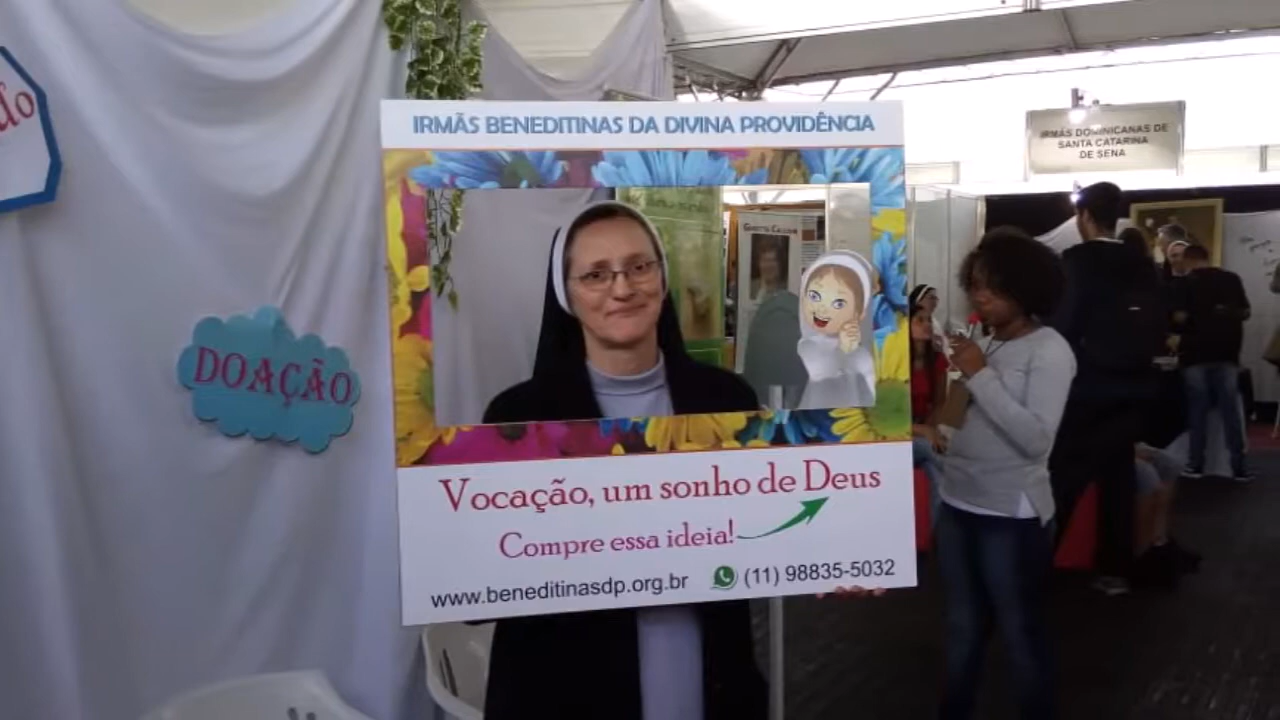 do
IRMÃS BENEDITINAS DA DIVINA PROVIDÊNCIA
IRMÃS DOMINICANAS DE
SANTA CATARINA
DE SENA
DOAÇÃO
Vocação, um sonho de Deus
Compre essa ideia!
www.beneditinasdp.org.br (11) 98835-5032